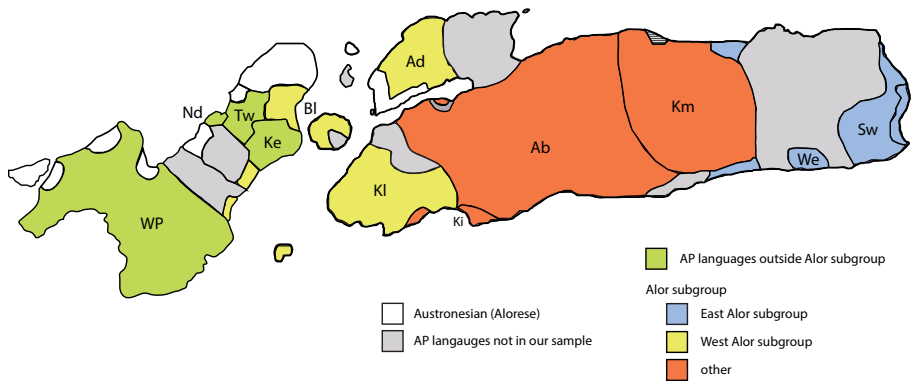 Ad
Nd
Tw
Bl
Km
Ke
Ab
Sw
We
Kl
WP
Ki
AP languages outside Alor subgroup
Alor subgroup
Austronesian (Alorese)
East Alor subgroup
AP langauges not in our sample
West Alor subgroup
other